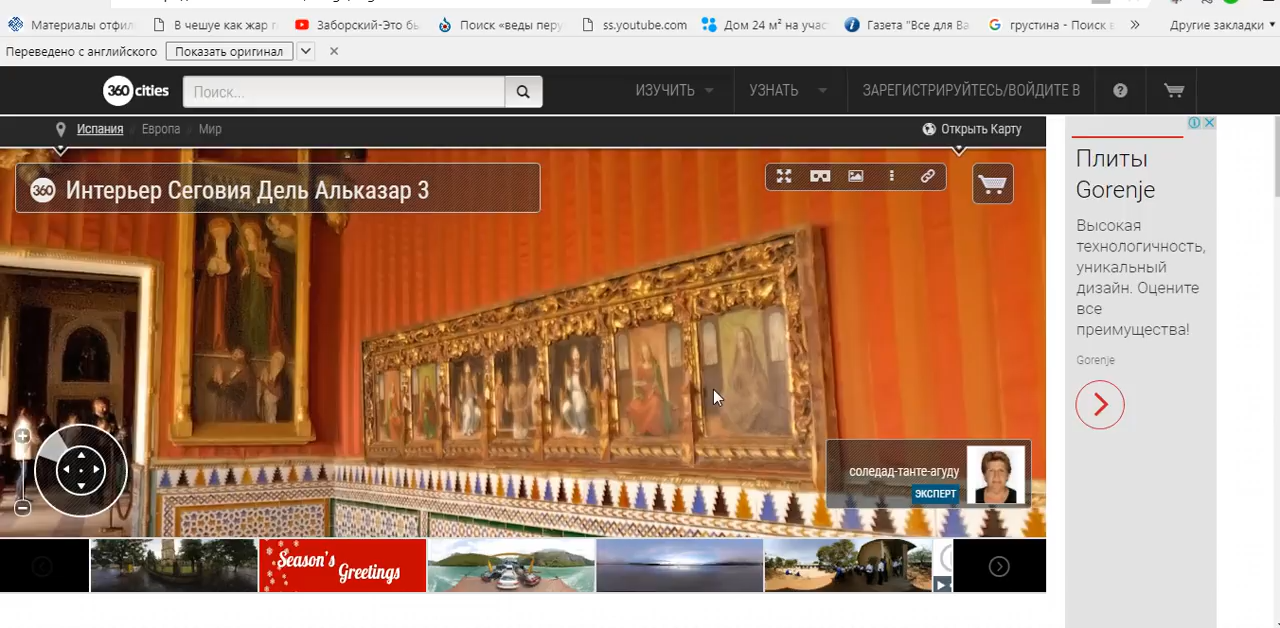 Материалы отфил
В чешуе как жар г
Заборский-Это бы
Поиск «веды перу
ss.youtube.com
Дом 24 м² на учас
Газета "Все для Ва
грустина - Поиск в
»
Другие закладки
Переведено с английского
Показать оригинал
360 cities
Поиск...
ИЗУЧИТЬ
УЗНАТЬ
ЗАРЕГИСТРИРУЙТЕСЬ/ВОЙДИТЕ В
?
Испания / Европа / Мир
Открыть Карту
360 Интерьер Сеговия Дель Альказар 3
Плиты
Gorenje
Высокая
технологичность,
уникальный
дизайн. Оцените
все
преимущества!
Gorenje
соледад-танте-агуду
ЭКСПЕРТ
Season's
Greetings